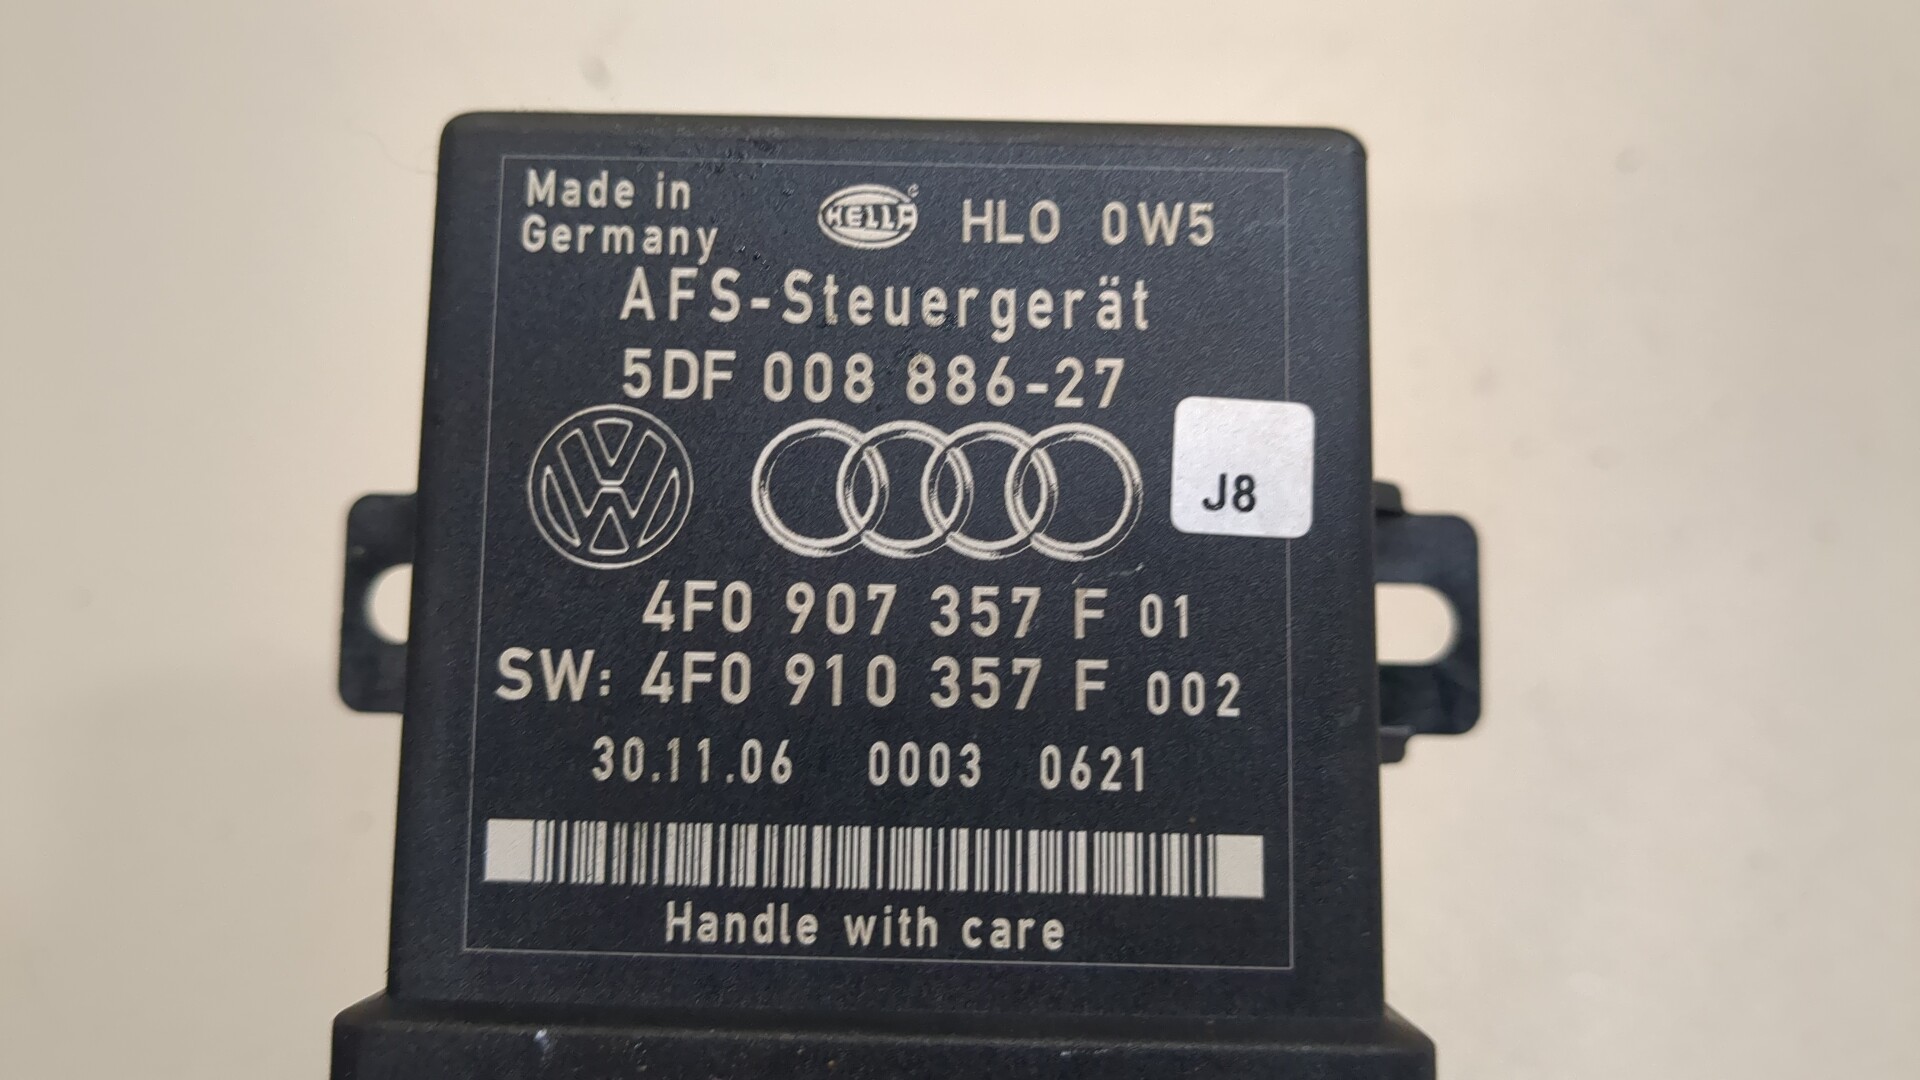 Made in
Germany
HELLA HLO 0W5
AFS-Steuergerät
5DF 008 886-27
J8
4F0 907 357 F 01
SW: 4F0 910 357 F 002
30.11.06 0003 0621
Handle with care